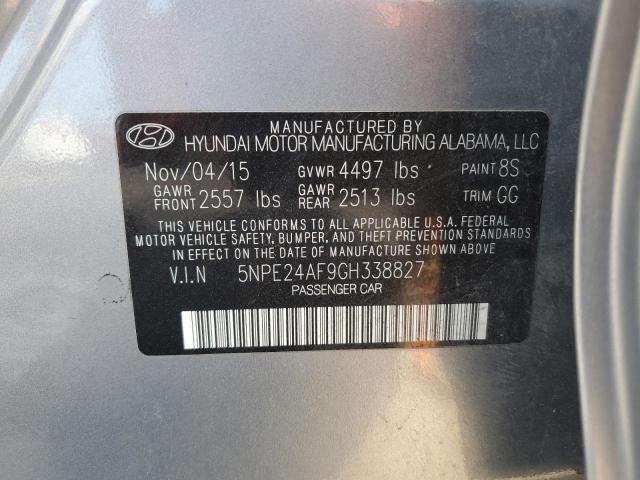 MANUFACTURED BY
HYUNDAI MOTOR MANUFACTURING ALABAMA, LLC
Nov/04/15 GVWR 4497 lbs PAINT 8S
GAWR FRONT 2557 lbs GAWR REAR 2513 lbs TRIM GG
THIS VEHICLE CONFORMS TO ALL APPLICABLE U.S.A. FEDERAL
MOTOR VEHICLE SAFETY, BUMPER, AND THEFT PREVENTION STANDARDS
IN EFFECT ON THE DATE OF MANUFACTURE SHOWN ABOVE.
V.I.N 5NPE24AF9GH338827
PASSENGER CAR